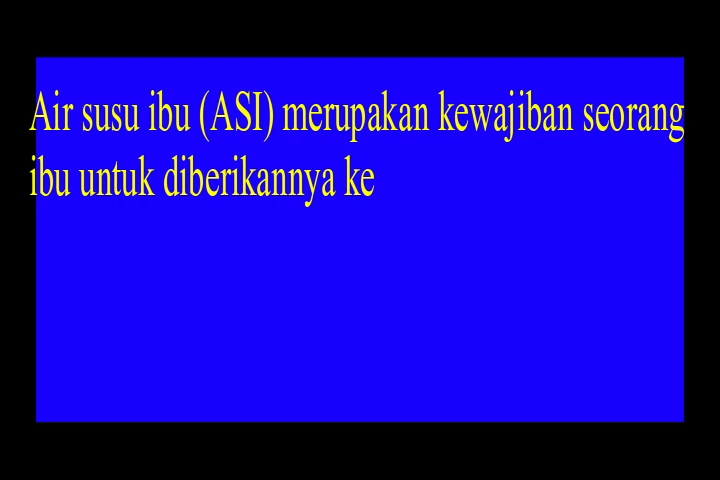 Air susu ibu (ASI) merupakan kewajiban seorang
ibu untuk diberikannya ke